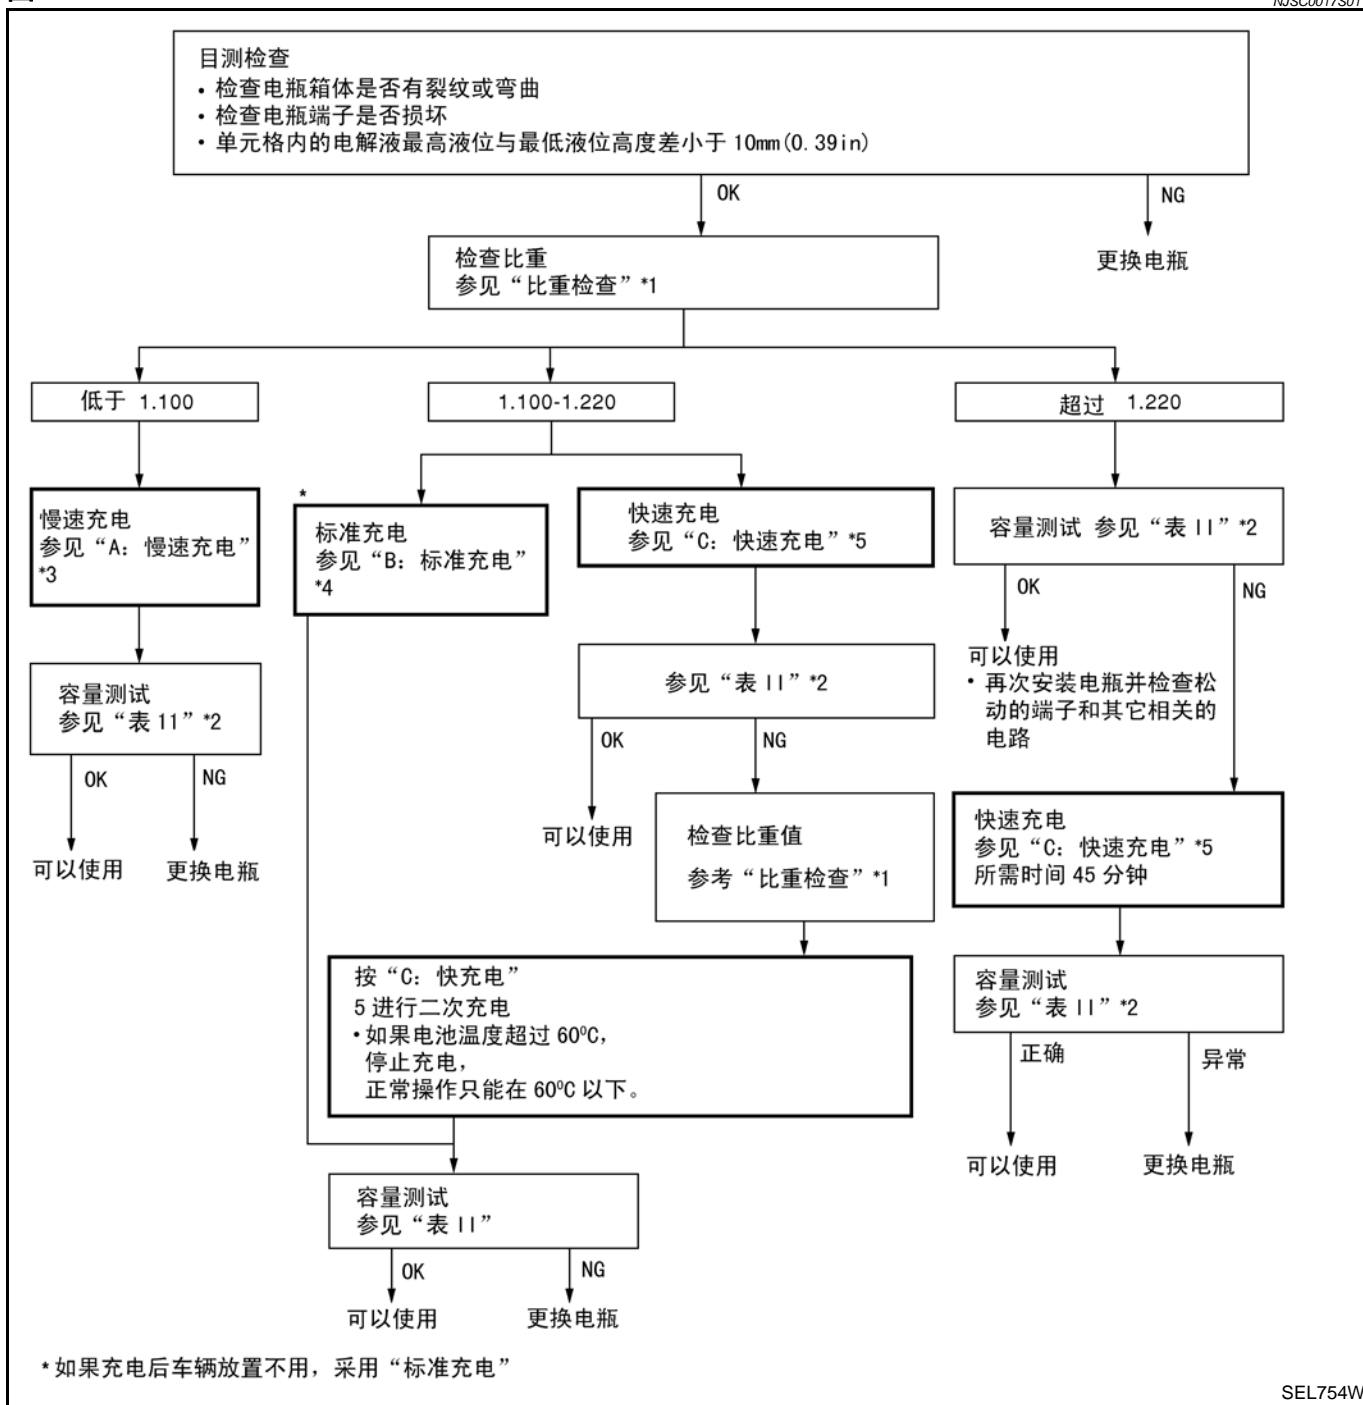 NJSC0017S01
目测检查
• 检查电瓶箱体是否有裂纹或弯曲
• 检查电瓶端子是否损坏
• 单元格内的电解液最高液位与最低液位高度差小于 10mm(0.39in)
OK
NG
检查比重
参见“比重检查”*1
更换电瓶
低于 1.100
1.100-1.220
超过 1.220
慢速充电
参见“A：慢速充电”
*3
*
标准充电
参见“B：标准充电”
*4
快速充电
参见“C：快速充电”*5
容量测试 参见“表 II”*2
OK
NG
容量测试
参见“表 11”*2
参见“表 II”*2
可以使用
• 再次安装电瓶并检查松
动的端子和其它相关的
电路
OK
NG
OK
NG
可以使用
更换电瓶
可以使用
检查比重值
参考“比重检查”*1
快速充电
参见“C：快速充电”*5
所需时间 45 分钟
按“C：快充电”
5 进行二次充电
• 如果电池温度超过 60⁰C，
停止充电，
正常操作只能在 60⁰C 以下。
容量测试
参见“表 II”*2
正确
异常
可以使用
更换电瓶
容量测试
参见“表 II”
OK
NG
可以使用
更换电瓶
* 如果充电后车辆放置不用，采用“标准充电”
SEL754W